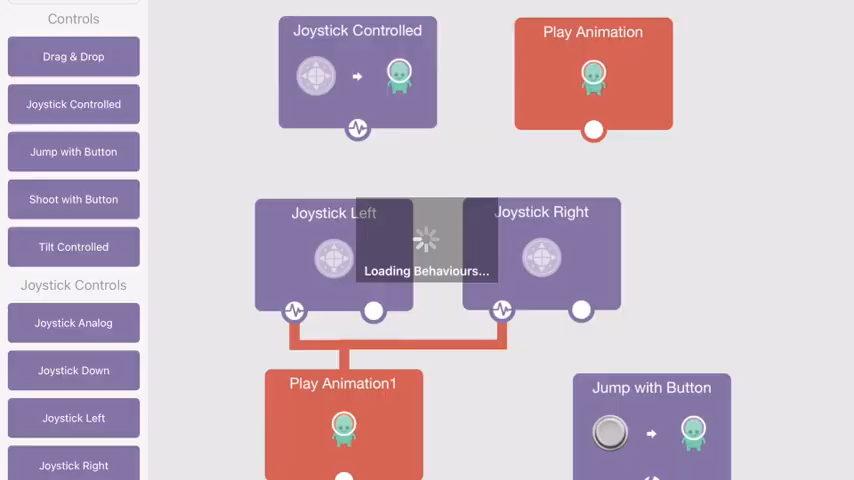 Controls
Drag & Drop
Joystick Controlled
Jump with Button
Shoot with Button
Tilt Controlled
Joystick Controls
Joystick Analog
Joystick Down
Joystick Left
Joystick Right
Joystick Controlled
Play Animation
Joystick Left
Joystick Right
Loading Behaviours...
Play Animation1
Jump with Button